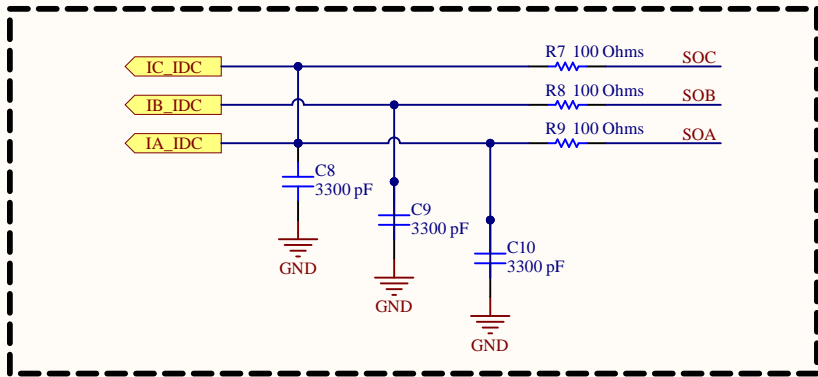 IC_IDC
R7 100 Ohms
SOC
IB_IDC
R8 100 Ohms
SOB
IA_IDC
R9 100 Ohms
SOA
C8
3300 pF
GND
C9
3300 pF
GND
C10
3300 pF
GND